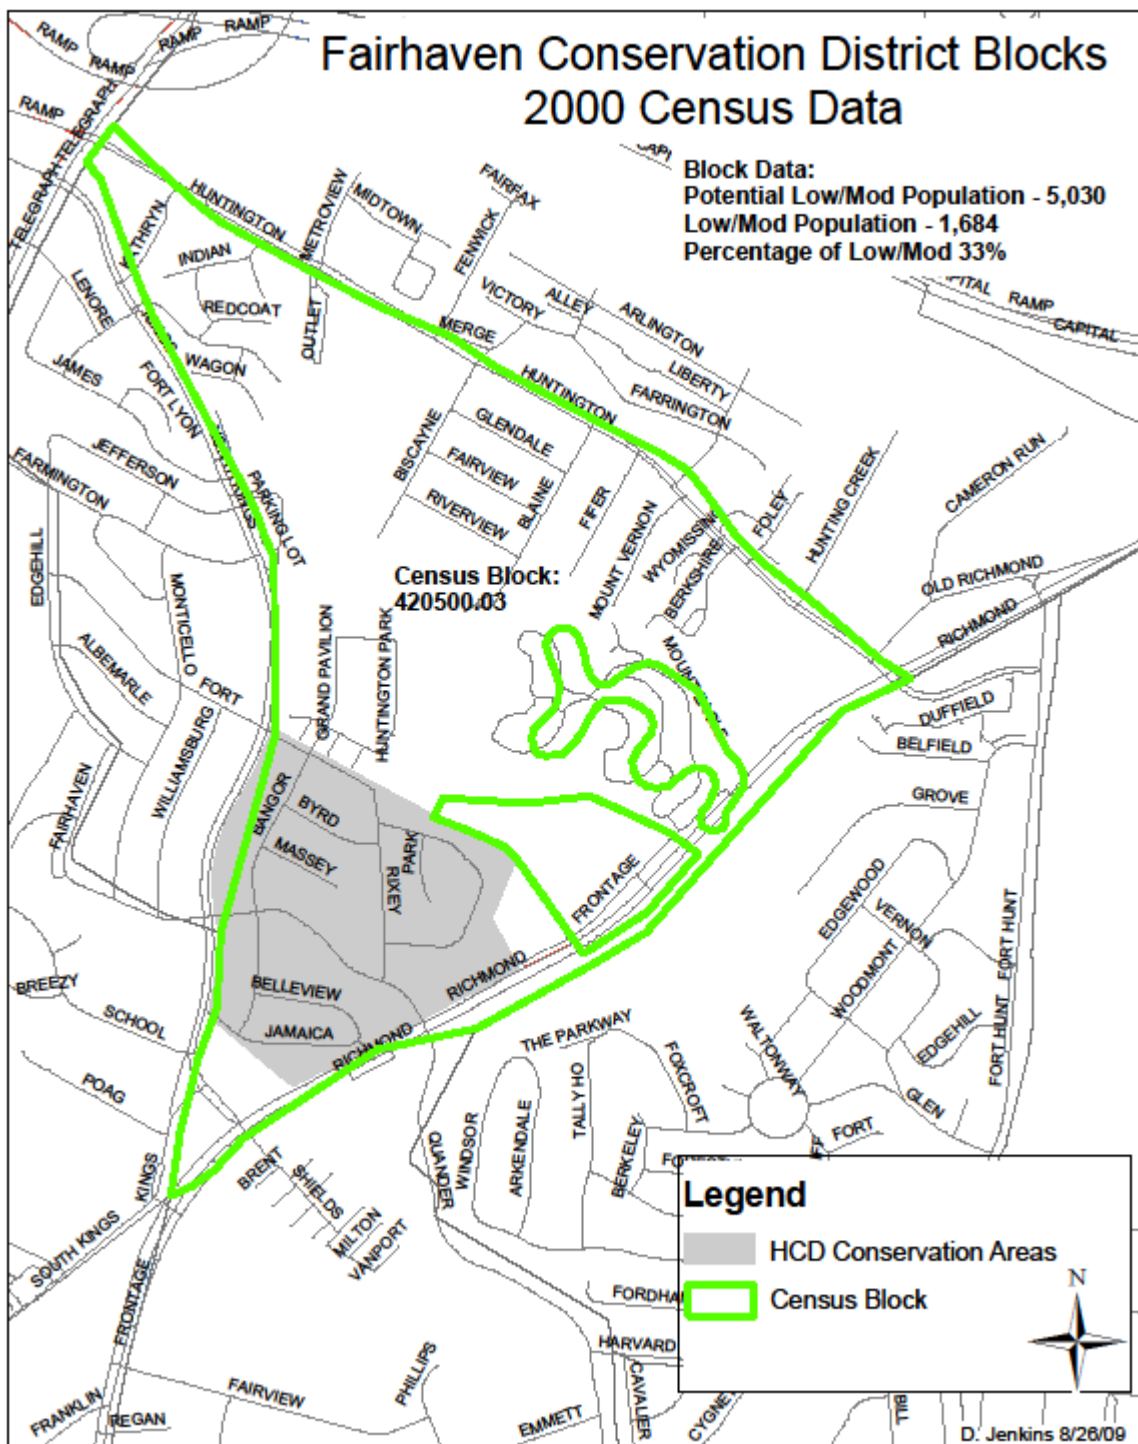 Fairhaven Conservation District Blocks
2000 Census Data
Block Data:
Potential Low/Mod Population - 5,030
Low/Mod Population - 1,684
Percentage of Low/Mod 33%
RAMP
RAMP
RAMP
RAMP
RAMP
RAMP
TELEGRAPH
TELEGRAPH
HUNTINGTON
METROVIEW
MIDTOWN
FAIRFAX
FENWICK
INDIAN
REDCOAT
OUTLET
LENORE
WAGON
JAMES
FORT LYON
MERGE
VICTORY
ALLEY
ARLINGTON
LIBERTY
FARRINGTON
HUNTINGTON
RAMP
CAPITAL
GLENDALE
BISCAYNE
FAIRVIEW
RIVERVIEW
BLAINE
FIFER
JEFFERSON
FARMINGTON
PARKING LOT
MOUNT VERNON
WYOMISSING
BERKSHIRE
FOLEY
HUNTING CREEK
CAMERON RUN
OLD RICHMOND
RICHMOND
EDGEHILL
Census Block:
420500.03
MONTICELLO
ALBEMARLE
FORT
WILLIAMSBURG
GRAND PAVILION
HUNTINGTON PARK
DUFFIELD
BELFIELD
GROVE
FAIRHAVEN
BANGOR
BYRD
MASSEY
PARK
RIXEY
FRONTAGE
EDGEWOOD
VERNON
WOODMONT
FORT HUNT
FORT HUNT
EDGEHILL
BREEZY
SCHOOL
BELLEVIEW
JAMAICA
RICHMOND
RICHMOND
THE PARKWAY
WALTONWAY
FOXCROFT
TALLY HO
GLEN
POAG
BRENT
SHIELDS
MILTON
VANPORT
QUANDER
WINDSOR
ARKENDALE
BERKELEY
FORT
KINGS
SOUTH KINGS
FRONTAGE
Legend
HCD Conservation Areas
Census Block
N
HARVARD
CAVALIER
PHILLIPS
FAIRVIEW
FRANKLIN
REGAN
EMMETT
BILL
D. Jenkins 8/26/09